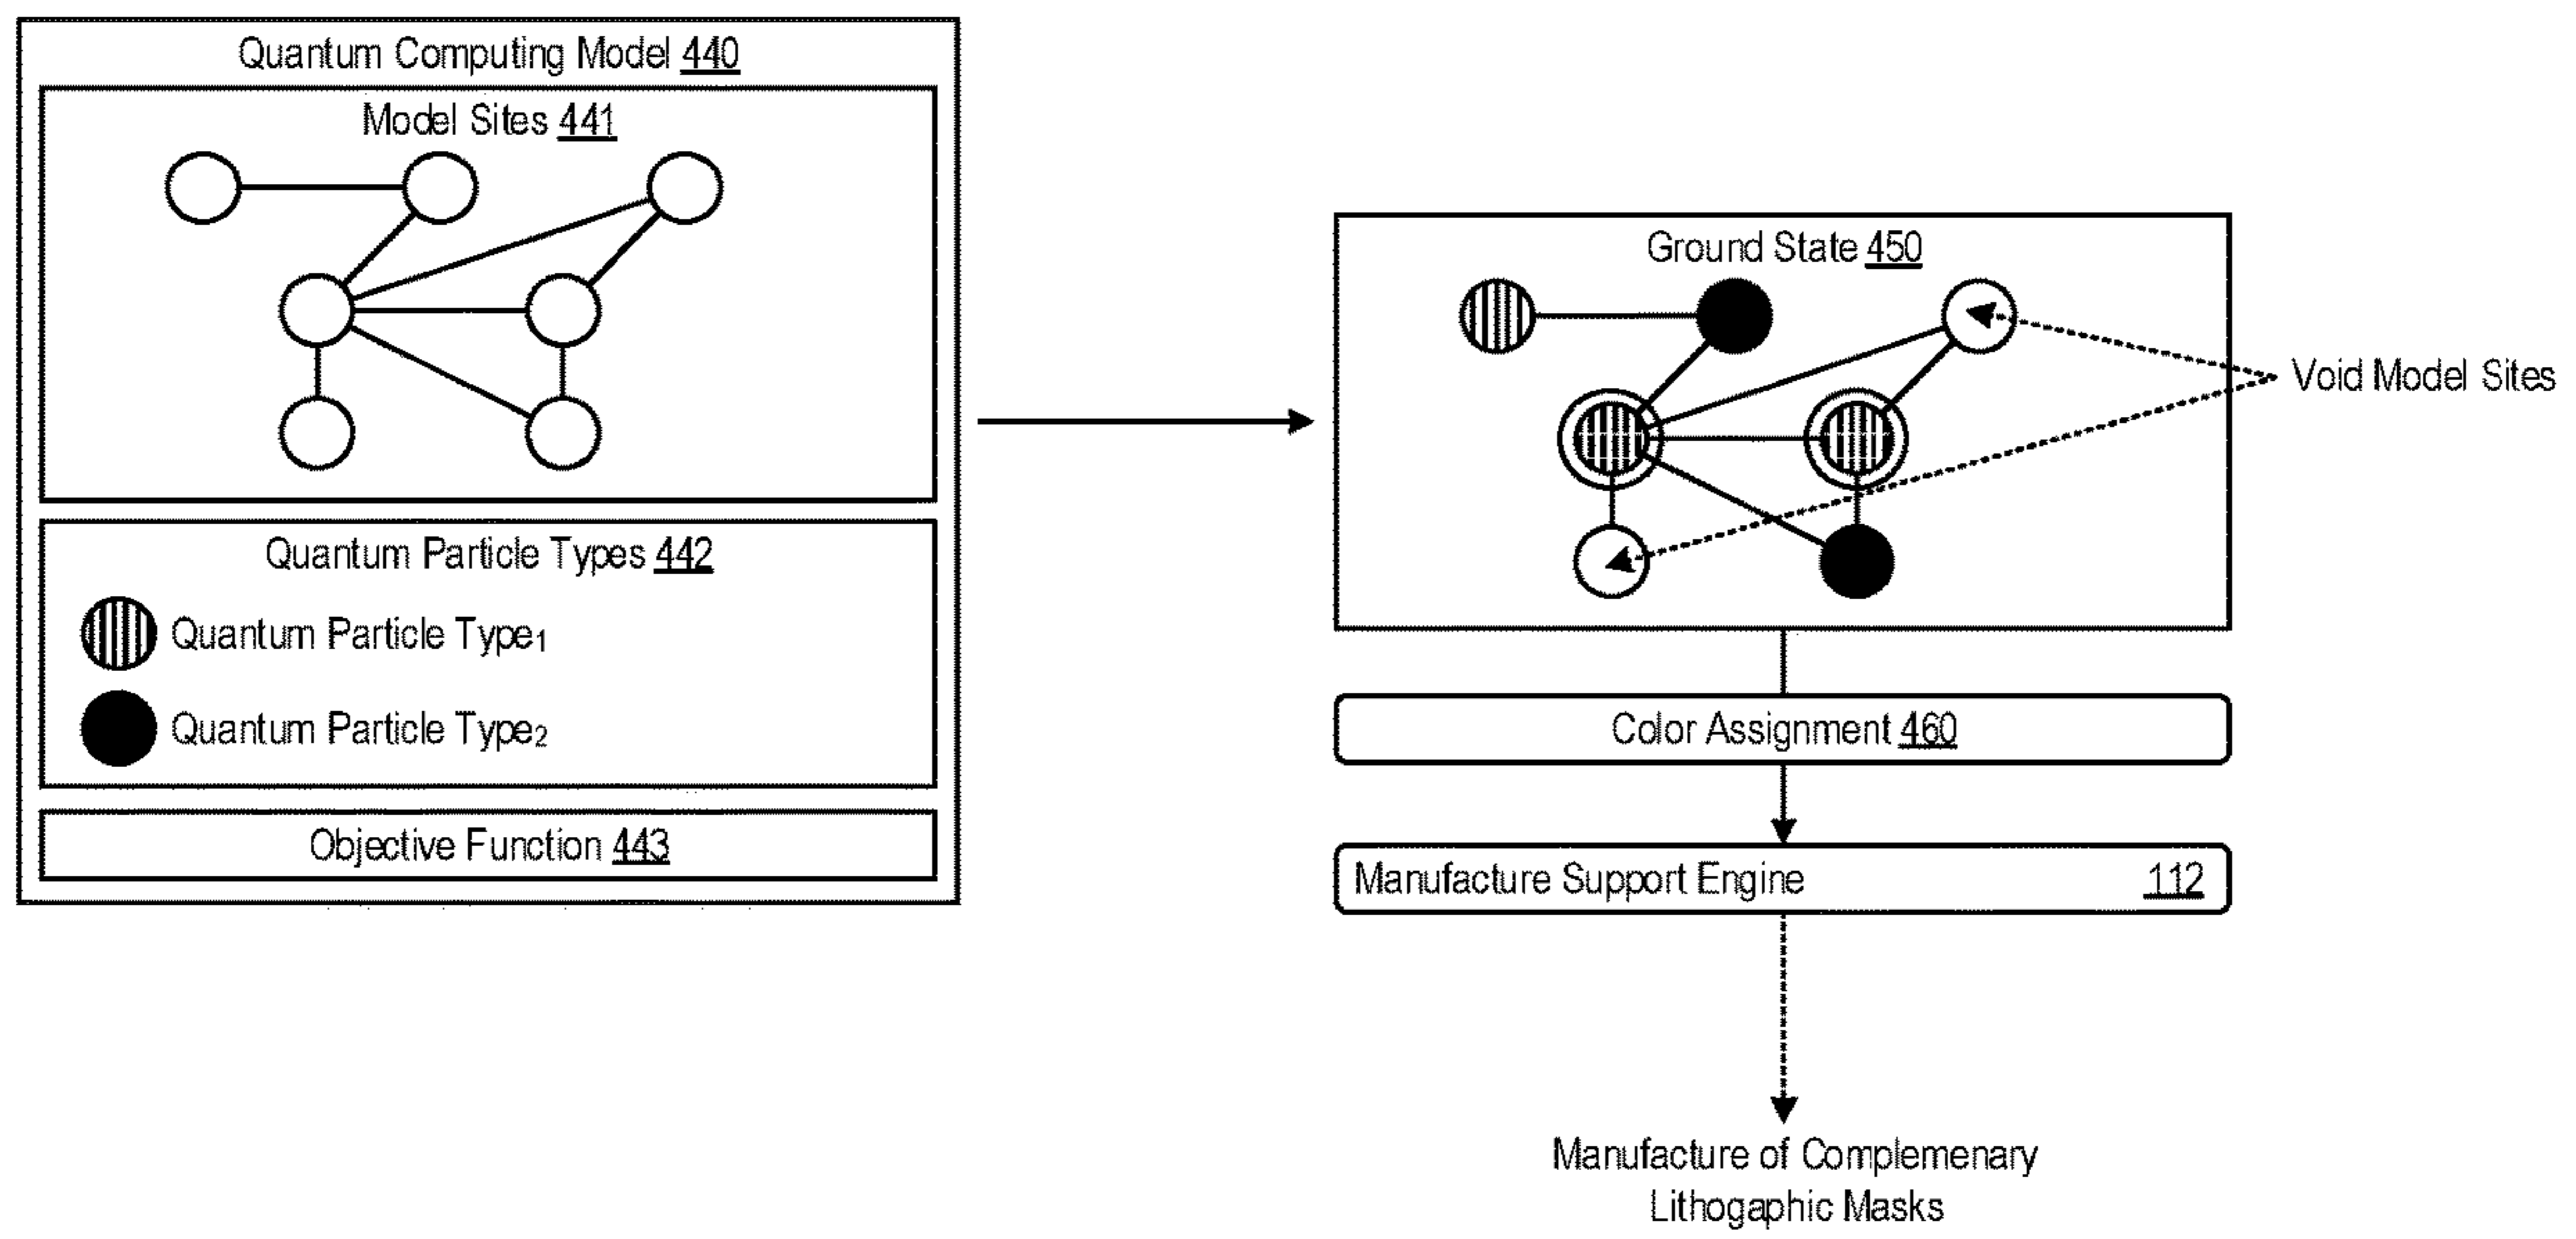 Quantum Computing Model 440
Model Sites 441
Quantum Particle Types 442
Quantum Particle Type1
Quantum Particle Type2
Objective Function 443
Ground State 450
Void Model Sites
Color Assignment 460
Manufacture Support Engine 112
Manufacture of Complemenary
Lithogaphic Masks